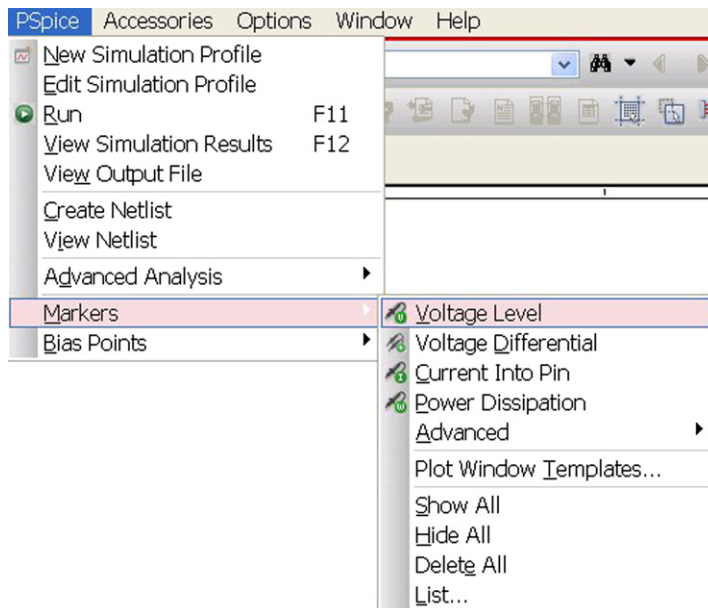 PSpice Accessories Options Window Help
New Simulation Profile
Edit Simulation Profile
Run F11
View Simulation Results F12
View Output File
Create Netlist
View Netlist
Advanced Analysis
Markers
Bias Points
Voltage Level
Voltage Differential
Current Into Pin
Power Dissipation
Advanced
Plot Window Templates...
Show All
Hide All
Delete All
List...